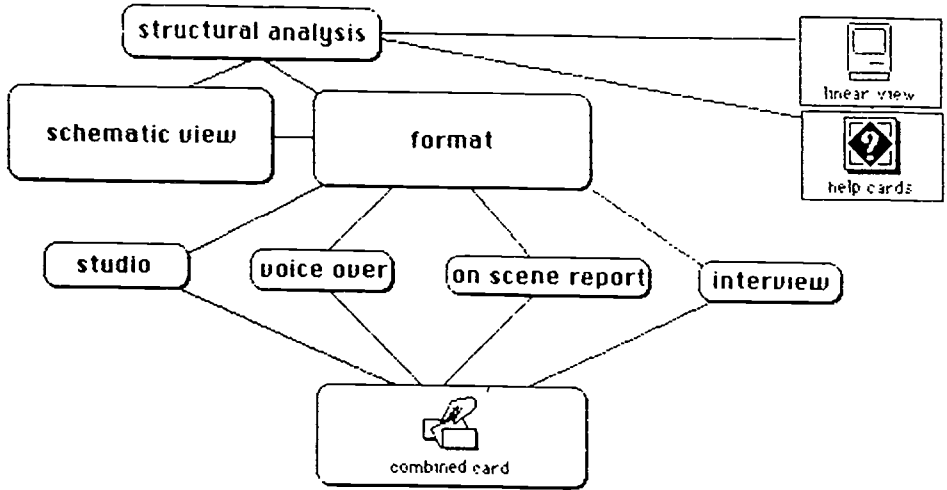 structural analysis
linear view
schematic view
format
?
help cards
studio
voice over
on scene report
interview
combined card